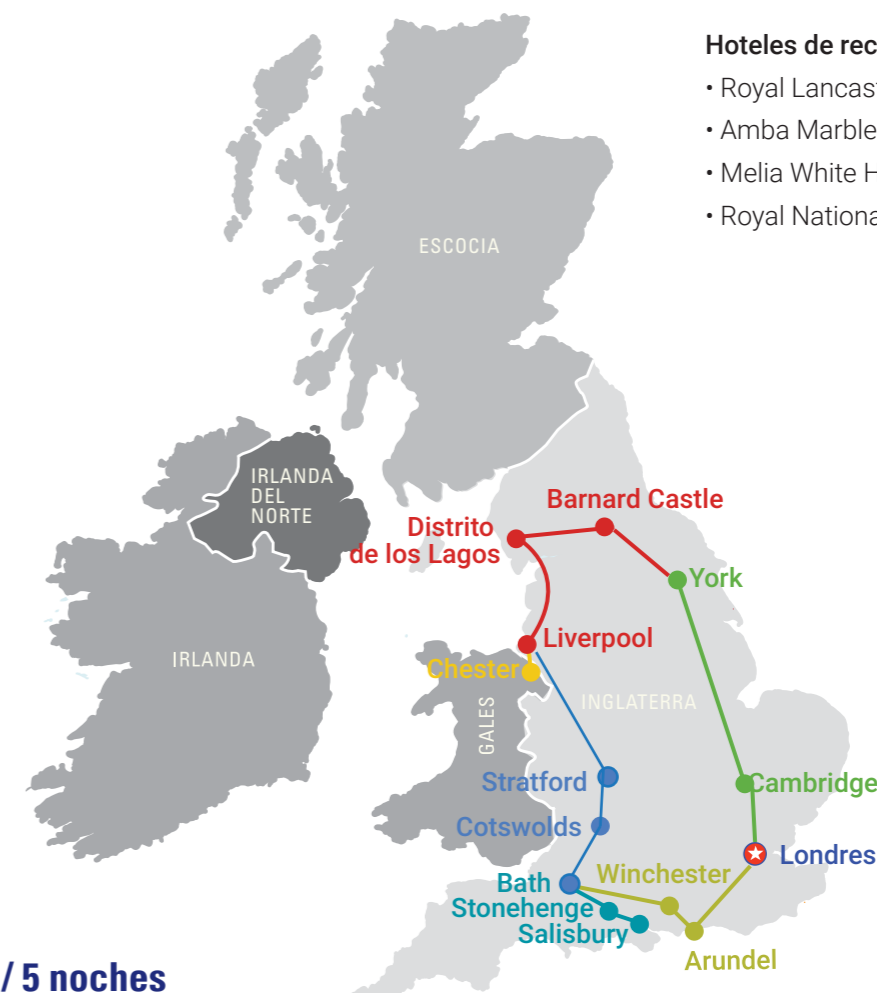 Hoteles de rec
• Royal Lancas
• Amba Marble
• Melia White H
• Royal Nationa
ESCOCIA
IRLANDA
DEL
NORTE
Barnard Castle
Distrito
de los Lagos
York
Liverpool
IRLANDA
Chester
GALES
INGLATERRA
Stratford
Cambridge
Cotswolds
Londres
Winchester
Bath
Stonehenge
Salisbury
Arundel
/ 5 noches